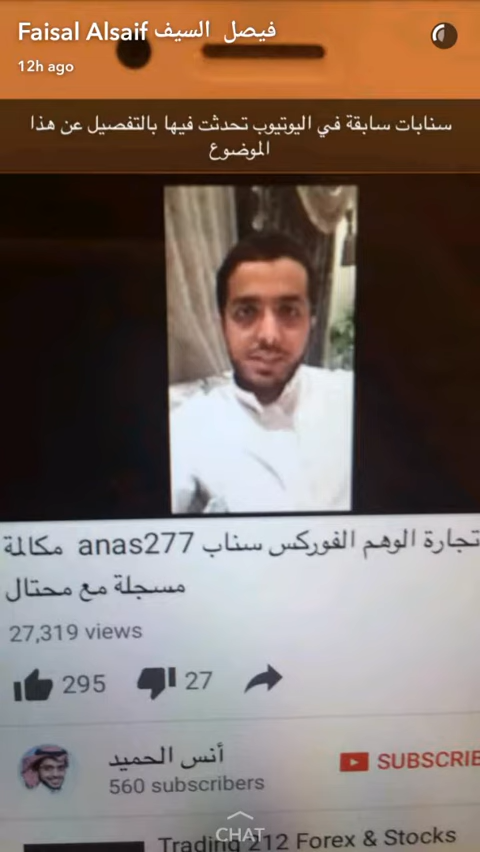 Faisal Alsaif فيصل السيف
12h ago
سنابات سابقة في اليوتيوب تحدثت فيها بالتفصيل عن هذا
الموضوع
تجارة الوهم الفوركس سناب anas277 مكالمة
مسجلة مع محتال
27,319 views
295
27
أنس الحميد
SUBSCRIBE
560 subscribers
CHAT
Trading 212 Forex & Stocks